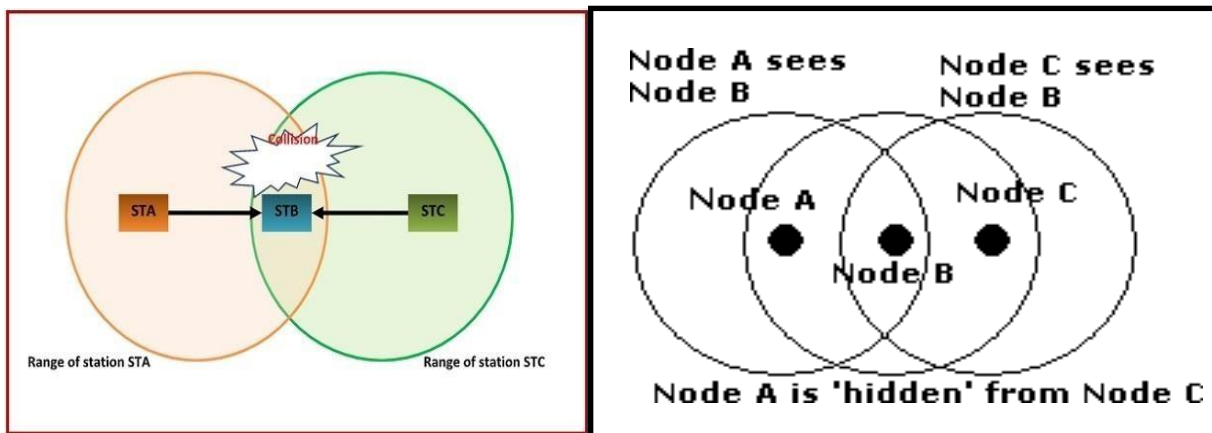 Collision
STA
STB
STC
Range of station STA
Range of station STC
Node A sees
Node B
Node C sees
Node B
Node A
Node C
Node B
Node A is 'hidden' from Node C